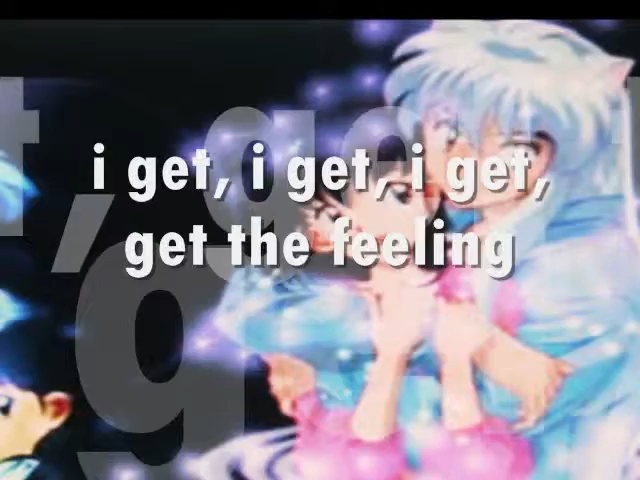 i get, i get, i get,
get the feeling